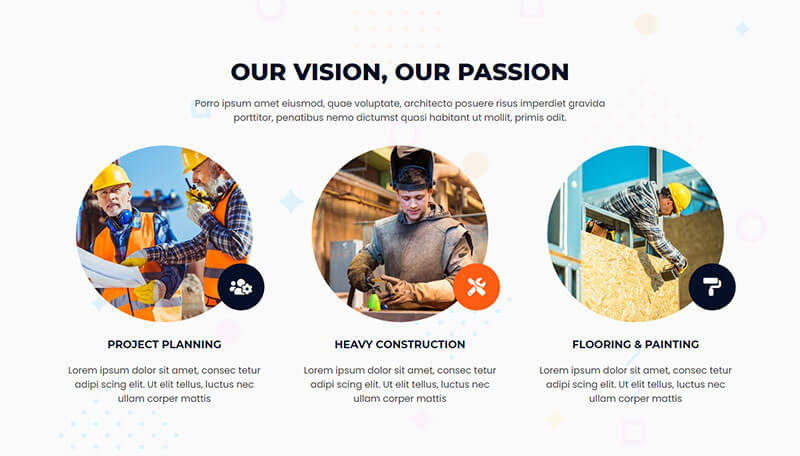 OUR VISION, OUR PASSION
Porro ipsum amet eiusmod, quae voluptate, architecto posuere risus imperdiet gravida
porttitor, penatibus nemo dictumst quasi habitant ut mollit, primis odit.
PROJECT PLANNING
Lorem ipsum dolor sit amet, consec tetur
adipi scing elit. Ut elit tellus, luctus nec
ullam corper mattis
HEAVY CONSTRUCTION
Lorem ipsum dolor sit amet, consec tetur
adipi scing elit. Ut elit tellus, luctus nec
ullam corper mattis
FLOORING & PAINTING
Lorem ipsum dolor sit amet, consec tetur
adipi scing elit. Ut elit tellus, luctus nec
ullam corper mattis